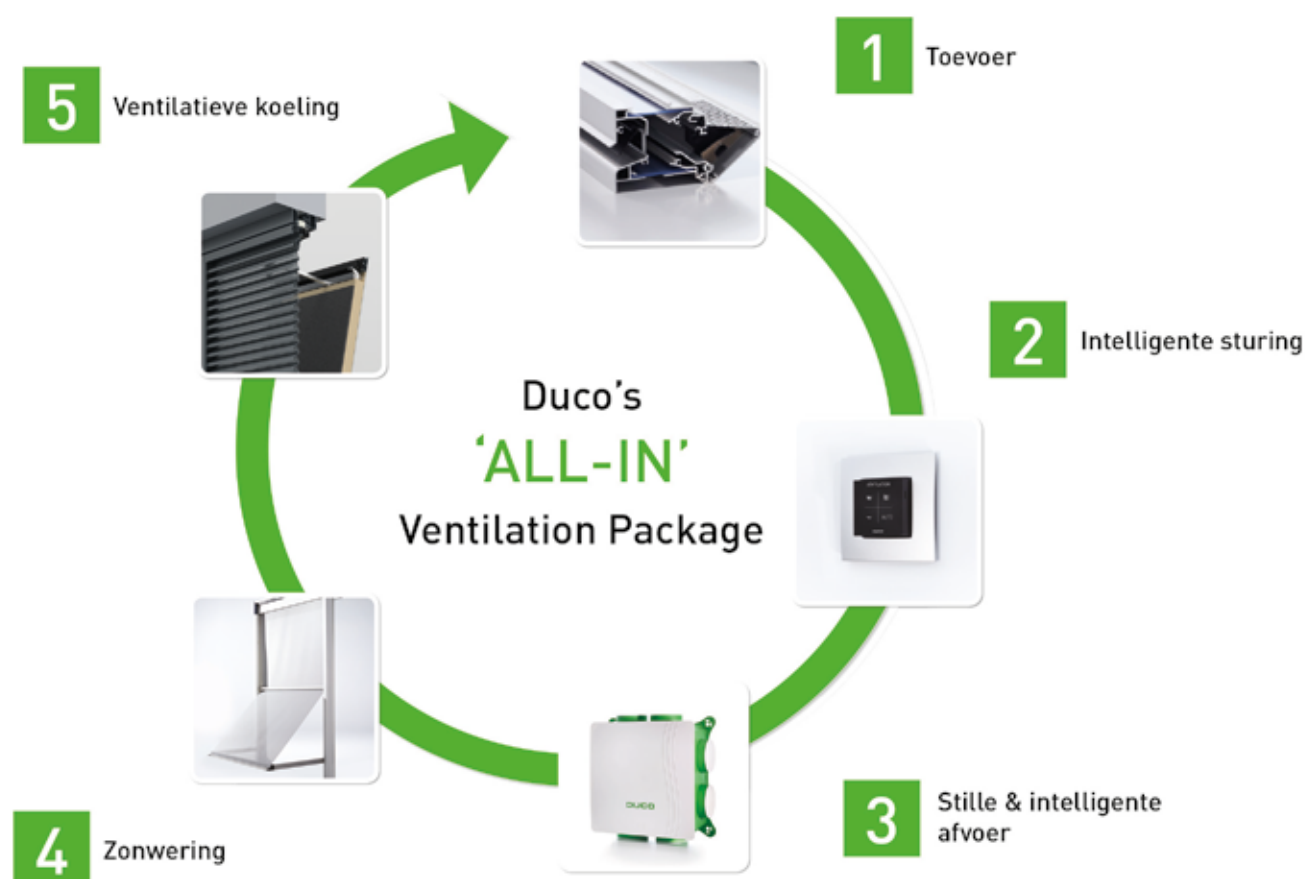 1
Toevoer
5
Ventilatieve koeling
2
Intelligente sturing
Duco's
'ALL-IN'
Ventilation Package
DUCO
3
Stille & intelligente
afvoer
4
Zonwering